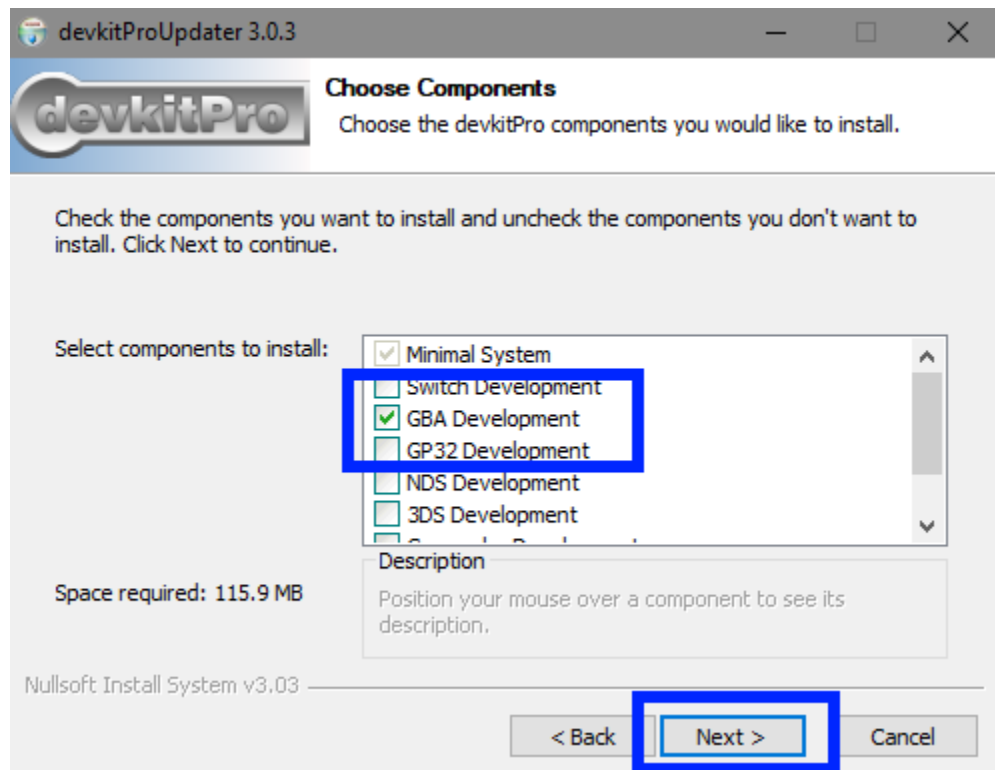 devkitProUpdater 3.0.3
devkitPro
Choose Components
Choose the devkitPro components you would like to install.
Check the components you want to install and uncheck the components you don't want to
install. Click Next to continue.
Select components to install:
Minimal System
Switch Development
GBA Development
GP32 Development
NDS Development
3DS Development
Description
Space required: 115.9 MB
Position your mouse over a component to see its
description.
Nullsoft Install System v3.03
< Back
Next >
Cancel